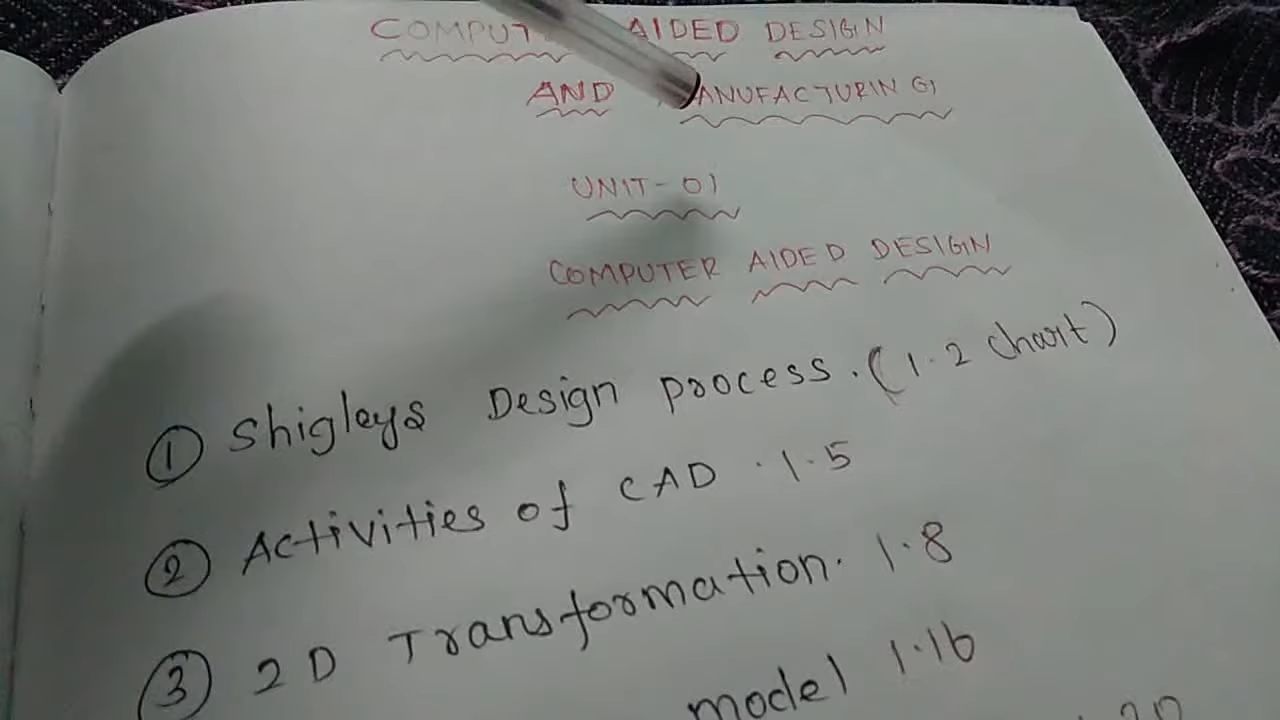 AIDED DESIGN
AND
UNIT-01
COMPUTER AIDED DESIGN
① Shigleys Design process. (1.2 chart)
② Activities of CAD . 1.5
③ 2D Transformation. 1.8
model 1.16